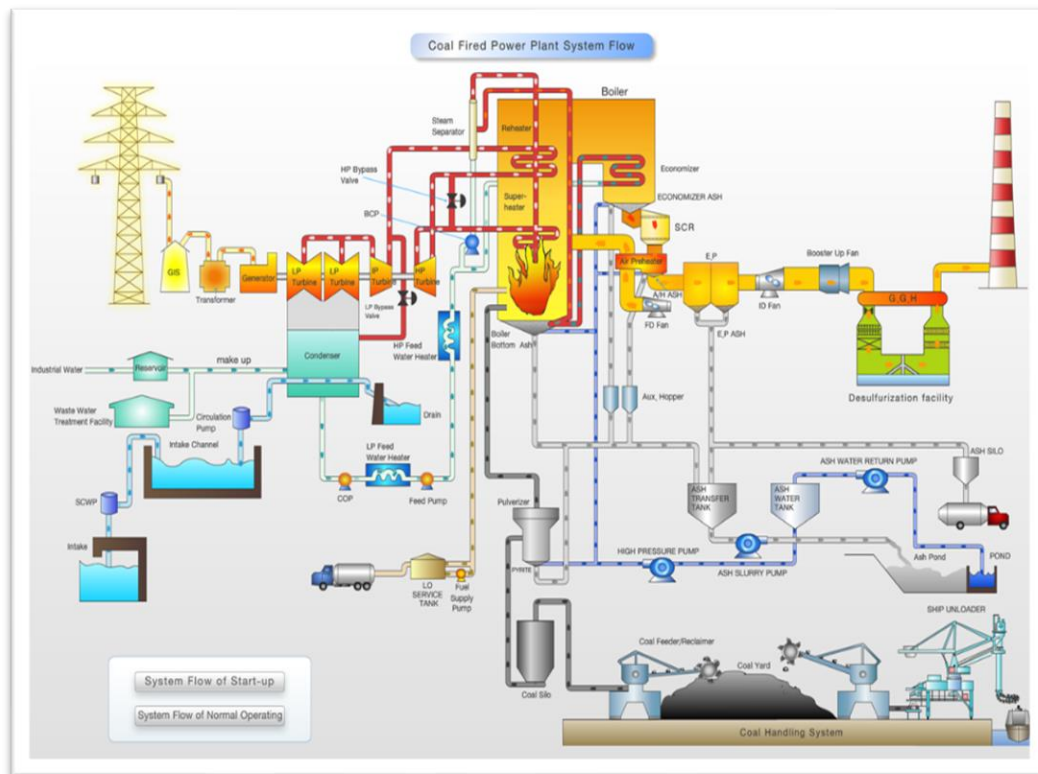 Coal Fired Power Plant System Flow
Boiler
Steam
Separator
Reheater
HP Bypass
Valve
Economizer
Super-
heater
ECONOMIZER ASH
BCP
SCR
GIS
Transformer
Generator
LP
Turbine
LP
Turbine
IP
Turbine
HP
Turbine
LP Bypass
Valve
Air Preheater
A/H ASH
FD Fan
E,P
ID Fan
Booster Up Fan
G,G,H
E,P ASH
Boiler
Bottom Ash
HP Feed
Water Heater
Desulfurization facility
Industrial Water
Reservoir
make up
Condenser
Waste Water
Treatment Facility
Circulation
Pump
Drain
Aux, Hopper
Intake Channel
LP Feed
Water Heater
COP
Feed Pump
SCWP
Intake
ASH SILO
ASH WATER RETURN PUMP
Pulverizer
ASH
TRANSFER
TANK
ASH
WATER
TANK
PYRITE
HIGH PRESSURE PUMP
ASH SLURRY PUMP
Ash Pond
POND
LO
SERVICE
TANK
Fuel
Supply
Pump
SHIP UNLOADER
Coal Silo
Coal Feeder/Reclaimer
Coal Yard
Coal Handling System
System Flow of Start-up
System Flow of Normal Operating